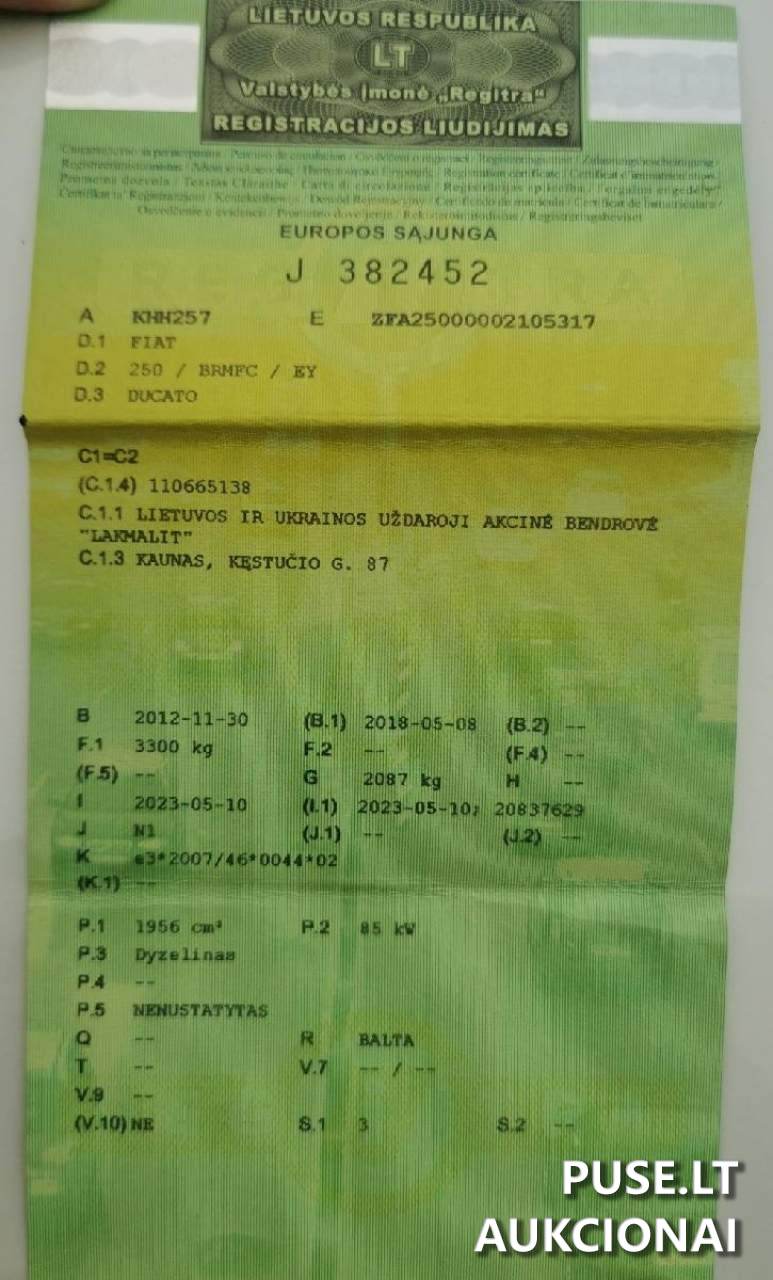 LIETUVOS RESPUBLIKA
LT
Valstybės įmonė „Regitra“
REGISTRACIJOS LIUDIJIMAS
EUROPOS SĄJUNGA
J 382452
A KHH257 E ZFA25000002105317
D.1 FIAT
D.2 250 / BRMFC / EY
D.3 DUCATO
C1=C2
(C.1.4) 110665138
C.1.1 LIETUVOS IR UKRAINOS UŽDAROJI AKCINĖ BENDROVĖ
"LAKMALIT"
C.1.3 KAUNAS, KĘSTUČIO G. 87
B 2012-11-30 (B.1) 2018-05-08 (B.2) --
F.1 3300 kg F.2 -- (F.4) --
(F.5) -- G 2087 kg H --
I 2023-05-10 (I.1) 2023-05-10; 20837629
J N1 (J.1) -- (J.2) --
K e3*2007/46*0044*02
(K.1) --
P.1 1956 cm³ P.2 85 kW
P.3 Dyzelinas
P.4 --
P.5 NENUSTATYTAS
Q -- R BALTA
T -- V.7 -- / --
V.9 --
(V.10) NE S.1 3 S.2 --
PUSE.LT
AUKCIONAI